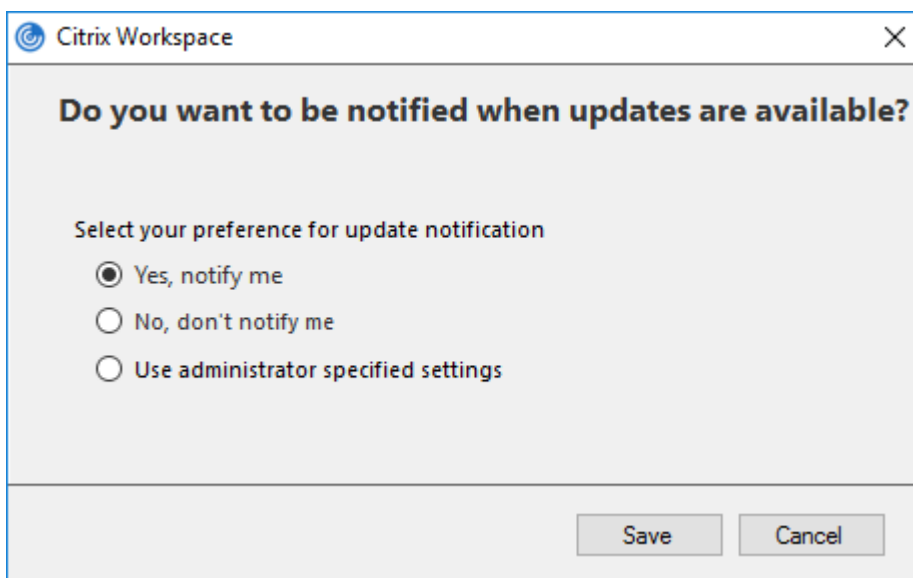 Citrix Workspace
Do you want to be notified when updates are available?
Select your preference for update notification
Yes, notify me
No, don't notify me
Use administrator specified settings
Save Cancel